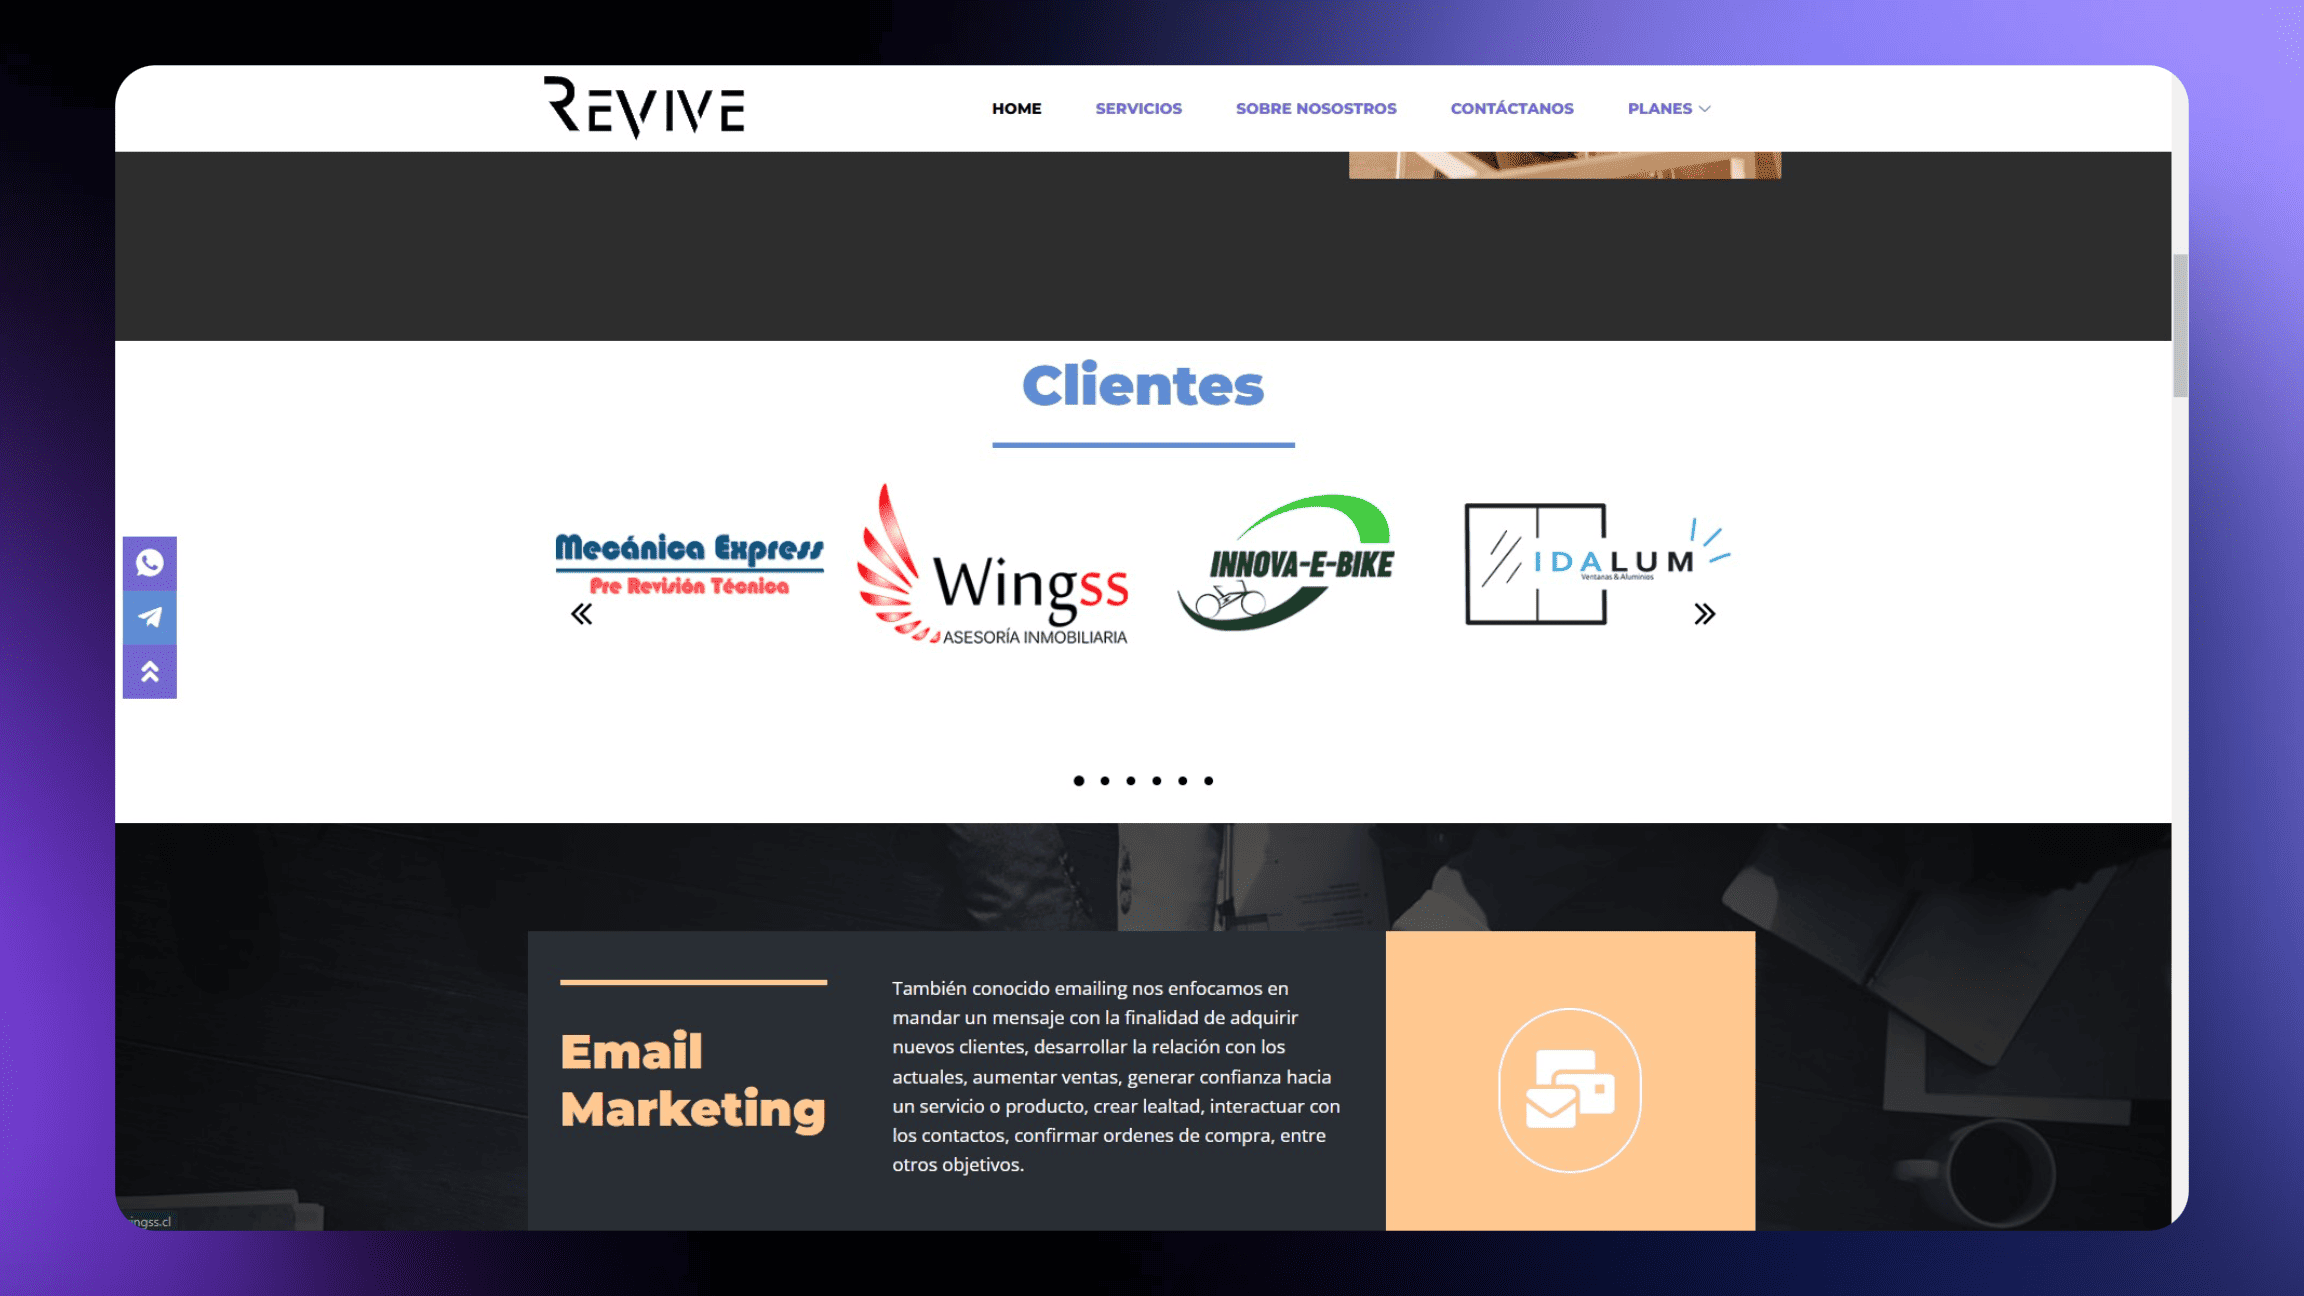 REVIVE
HOME
SERVICIOS
SOBRE NOSOSTROS
CONTÁCTANOS
PLANES
Clientes
Mecánica Express
Pre Revisión Técnica
Wingss
ASESORÍA INMOBILIARIA
INNOVA-E-BIKE
IDALUM
Ventanas & Aluminios
Email
Marketing
También conocido emailing nos enfocamos en
mandar un mensaje con la finalidad de adquirir
nuevos clientes, desarrollar la relación con los
actuales, aumentar ventas, generar confianza hacia
un servicio o producto, crear lealtad, interactuar con
los contactos, confirmar ordenes de compra, entre
otros objetivos.
ingss.cl